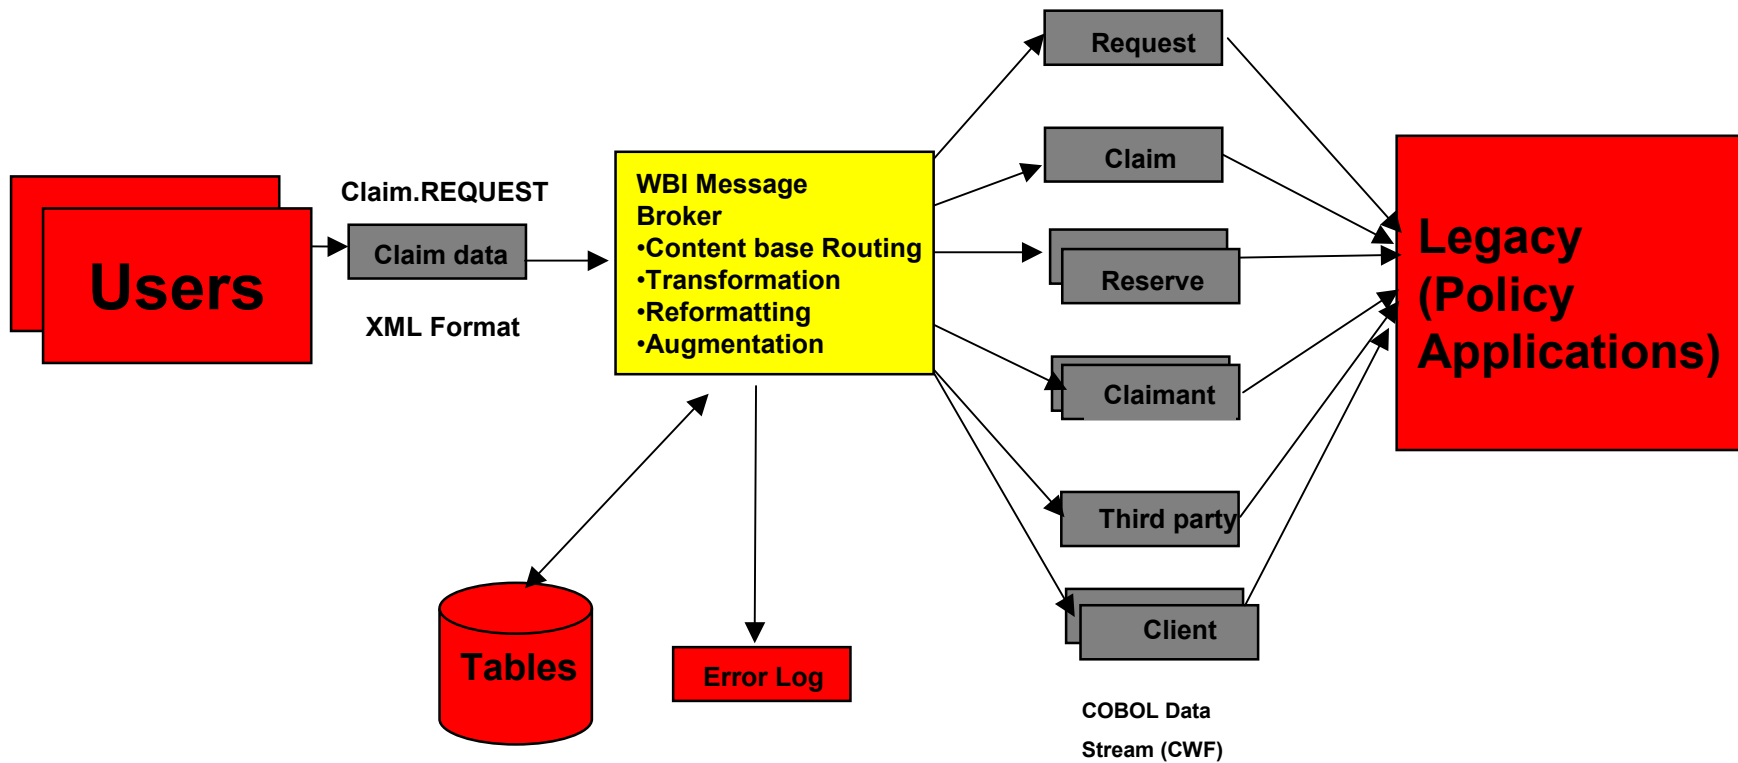 Users
Claim.REQUEST
Claim data
XML Format
WBI Message
Broker
•Content base Routing
•Transformation
•Reformatting
•Augmentation
Tables
Error Log
Request
Claim
Reserve
Claimant
Third party
Client
COBOL Data
Stream (CWF)
Legacy
(Policy
Applications)